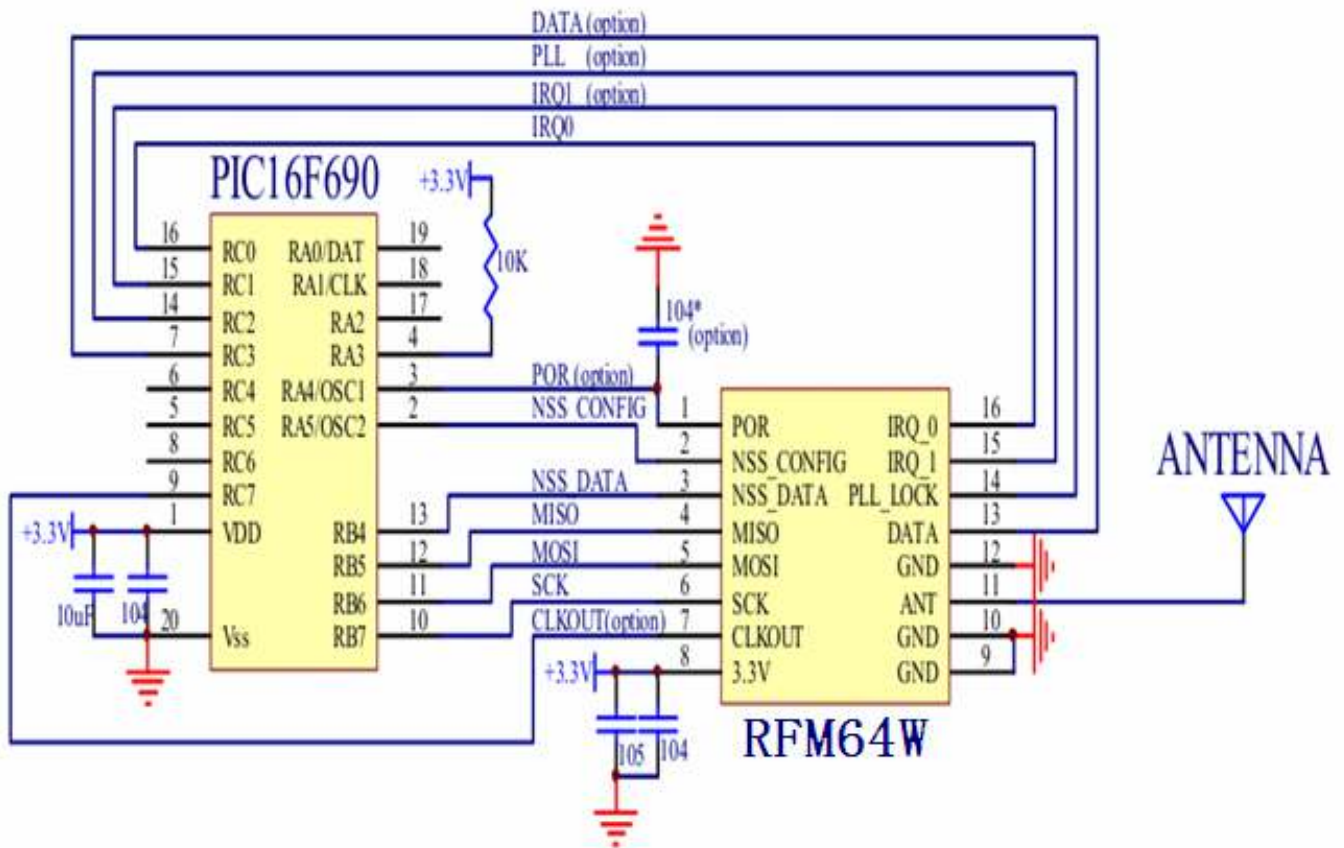 DATA (option)
PLL (option)
IRQ1 (option)
IRQ0
PIC16F690
+3.3V
10K
16 RC0 RA0/DAT 19
15 RC1 RA1/CLK 18
14 RC2 RA2 17
7 RC3 RA3 4
6 RC4 RA4/OSC1 3
5 RC5 RA5/OSC2 2
8 RC6
9 RC7
1 VDD RB4 13
RB5 12
RB6 11
20 Vss RB7 10
+3.3V
10uF
104
104*
(option)
POR (option)
NSS_CONFIG
NSS_DATA
MISO
MOSI
SCK
CLKOUT(option)
1 POR IRQ_0 16
2 NSS_CONFIG IRQ_1 15
3 NSS_DATA PLL_LOCK 14
4 MISO DATA 13
5 MOSI GND 12
6 SCK ANT 11
7 CLKOUT GND 10
8 3.3V GND 9
+3.3V
105
104
RFM64W
ANTENNA